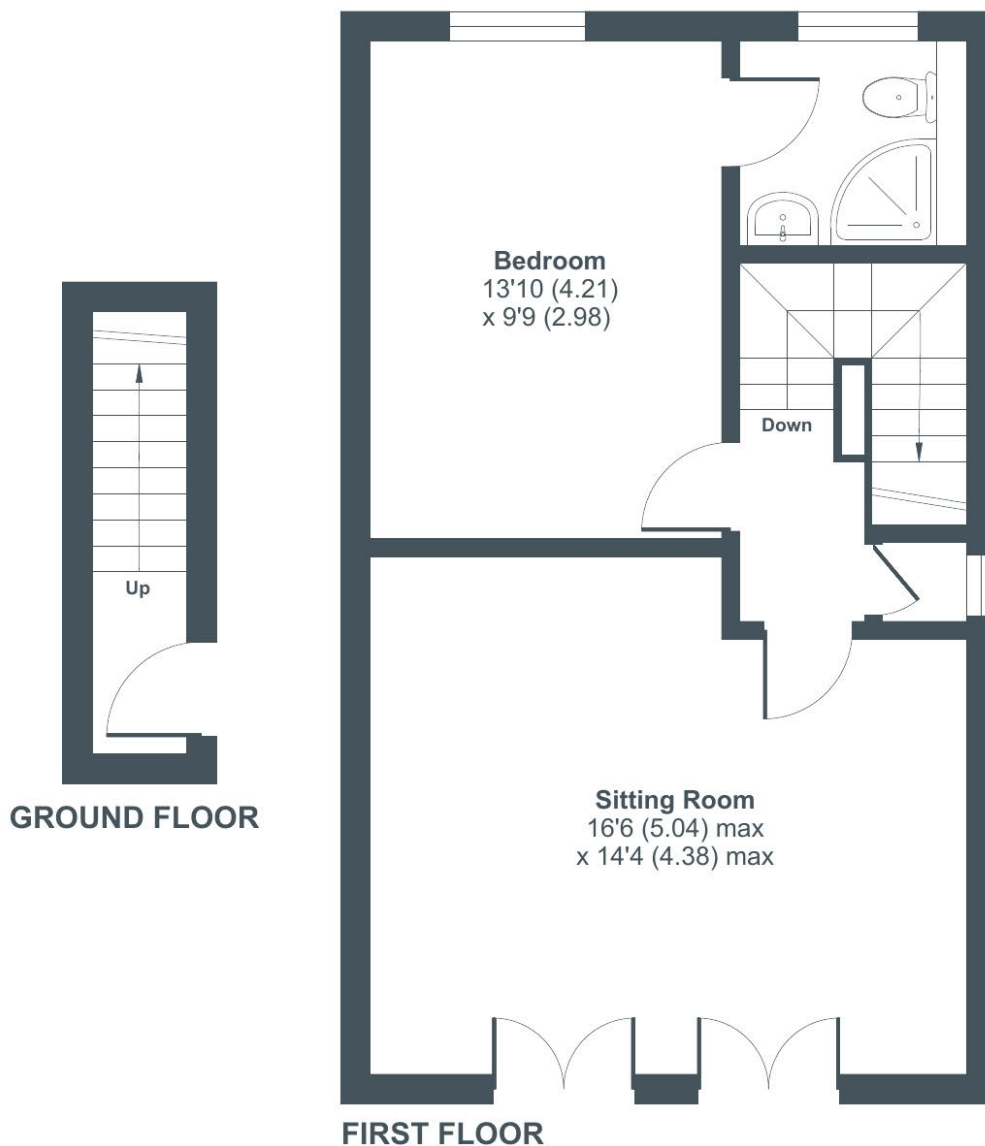 Bedroom
13'10 (4.21)
x 9'9 (2.98)
Down
Up
GROUND FLOOR
Sitting Room
16'6 (5.04) max
x 14'4 (4.38) max
FIRST FLOOR